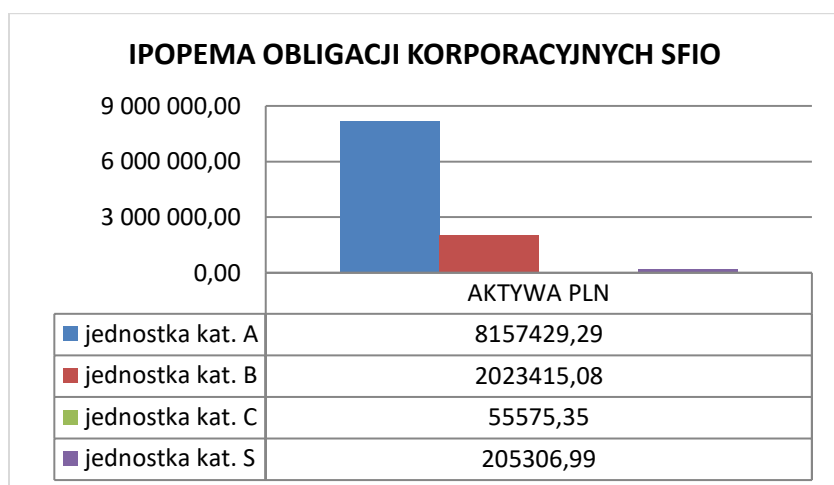 IPOPEMA OBLIGACJI KORPORACYJNYCH SFIO
9 000 000,00
6 000 000,00
3 000 000,00
0,00
AKTYWA PLN
jednostka kat. A 8157429,29
jednostka kat. B 2023415,08
jednostka kat. C 55575,35
jednostka kat. S 205306,99